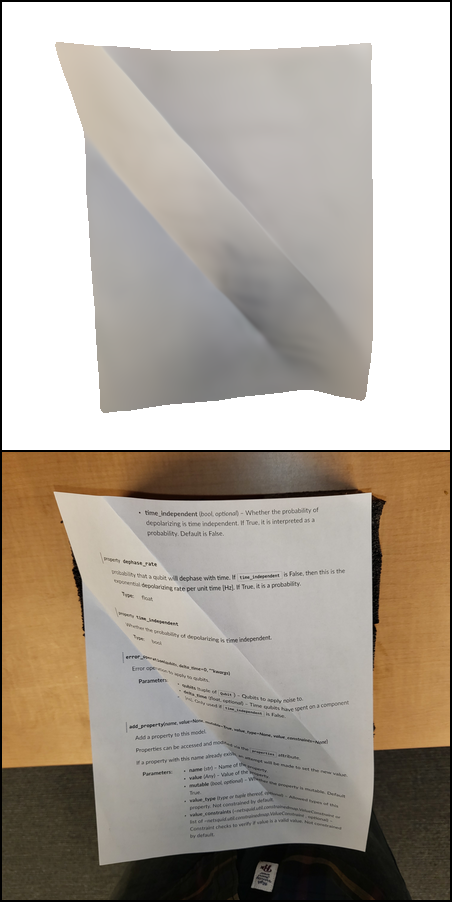 • time_independent (bool, optional) – Whether the probability of
depolarizing is time independent. If True, it is interpreted as a
probability. Default is False.
property dephase_rate
probability that a qubit will dephase with time. If time_independent is False, then this is the
exponential depolarizing rate per unit time [Hz]. If True, it is a probability.
Type: float
property time_independent
Whether the probability of depolarizing is time independent.
Type: bool
error_operation(qubits, delta_time=0, **kwargs)
Error operation to apply to qubits.
Parameters:
• qubits (tuple of Qubit) – Qubits to apply noise to.
• delta_time (float, optional) – Time qubits have spent on a component
Only used if time_independent is False.
add_property(name, value=None, mutable=True, value_type=None, value_constraints=None)
Add a property to this model.
Properties can be accessed and modified via the properties attribute.
If a property with this name already exists an attempt will be made to set the new value.
Parameters:
• name (str) – Name of the property.
• value (Any) – Value of the property.
• mutable (bool, optional) – Whether the property is mutable. Default
True.
• value_type (type or tuple thereof, optional) – Allowed types of this
property. Not constrained by default.
• value_constraints (~netsquid.util.constrainedmap.ValueConstraint, optional) –
Constraint checks to verify if value is a valid value. Not constrained
by default.